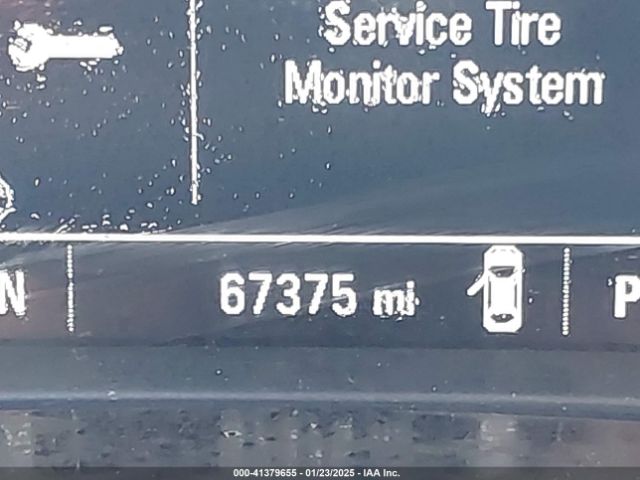 Service Tire
Monitor System
N
67375 mi
P
000-41379655 - 01/23/2025 - IAA Inc.